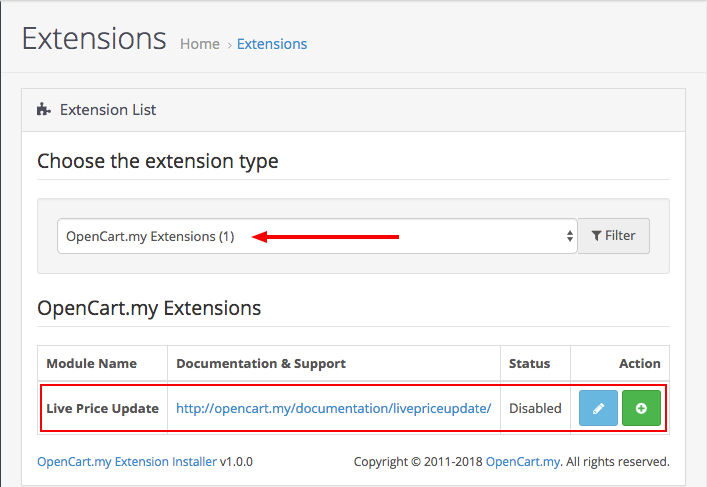 Extensions Home › Extensions
Extension List
Choose the extension type
OpenCart.my Extensions (1) Filter
OpenCart.my Extensions
Module Name Documentation & Support Status Action
Live Price Update http://opencart.my/documentation/livepriceupdate/ Disabled
OpenCart.my Extension Installer v1.0.0 Copyright © 2011-2018 OpenCart.my. All rights reserved.